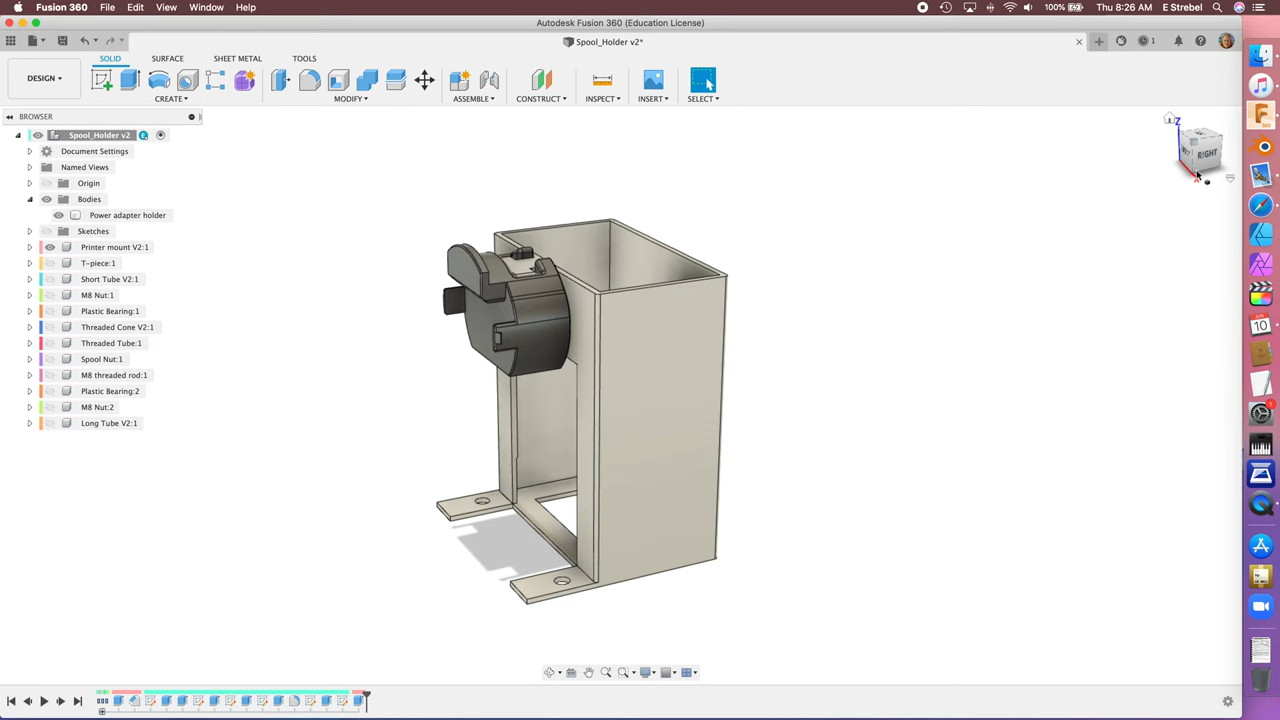 Fusion 360 File Edit View Window Help 100% Thu 8:26 AM E Strebel
Autodesk Fusion 360 (Education License)
Spool_Holder v2* 1
SOLID SURFACE SHEET METAL TOOLS
DESIGN
CREATE MODIFY ASSEMBLE CONSTRUCT INSPECT INSERT SELECT
BROWSER
Spool_Holder v2
Document Settings
Named Views
Origin
Bodies
Power adapter holder
Sketches
Printer mount V2:1
T-piece:1
Short Tube V2:1
M8 Nut:1
Plastic Bearing:1
Threaded Cone V2:1
Threaded Tube:1
Spool Nut:1
M8 threaded rod:1
Plastic Bearing:2
M8 Nut:2
Long Tube V2:1
Z
RIGHT
X
JUN
10
1